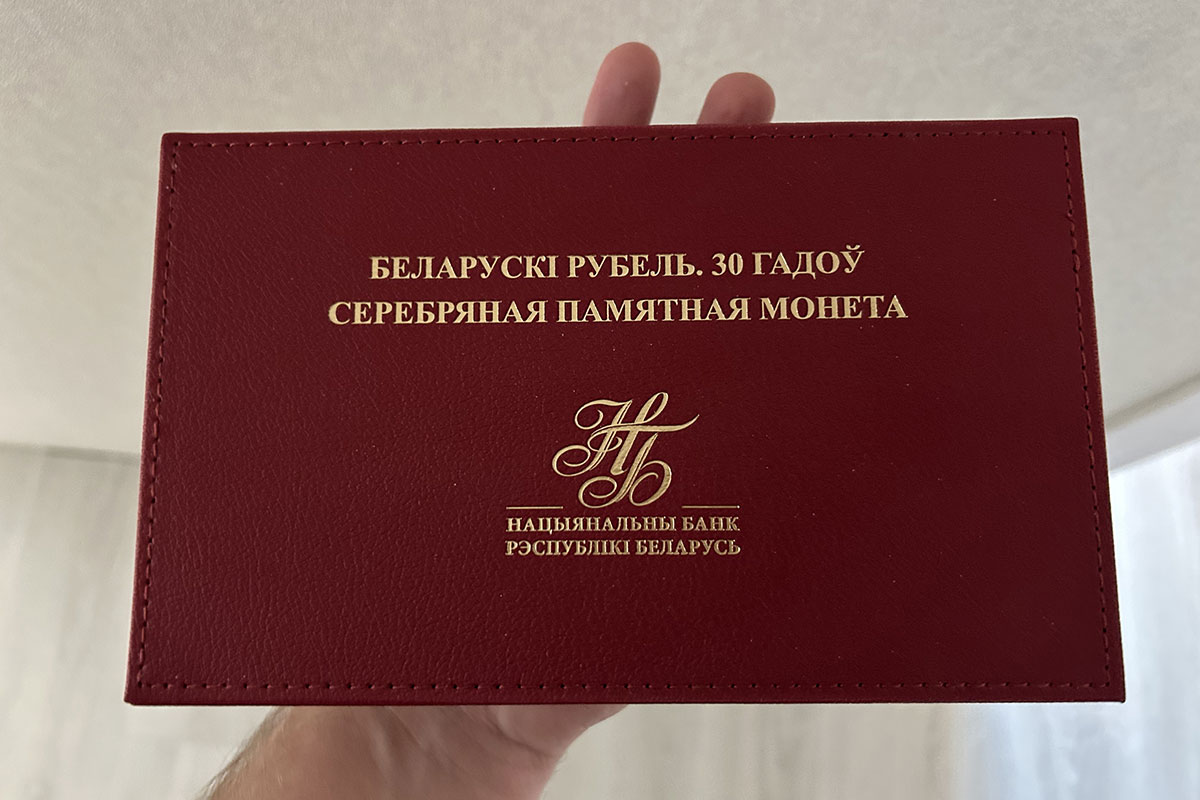 БЕЛАРУСКІ РУБЕЛЬ. 30 ГАДОЎ
СЕРЕБРЯНАЯ ПАМЯТНАЯ МОНЕТА
НБ
НАЦЫЯНАЛЬНЫ БАНК
РЭСПУБЛІКІ БЕЛАРУСЬ